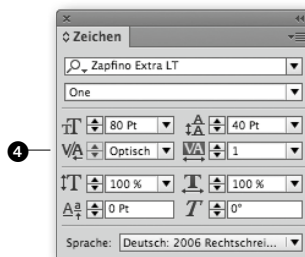 Zeichen
Zapfino Extra LT
One
80 Pt 40 Pt
4 Optisch 1
100 % 100 %
0 Pt 0°
Sprache: Deutsch: 2006 Rechtschrei...